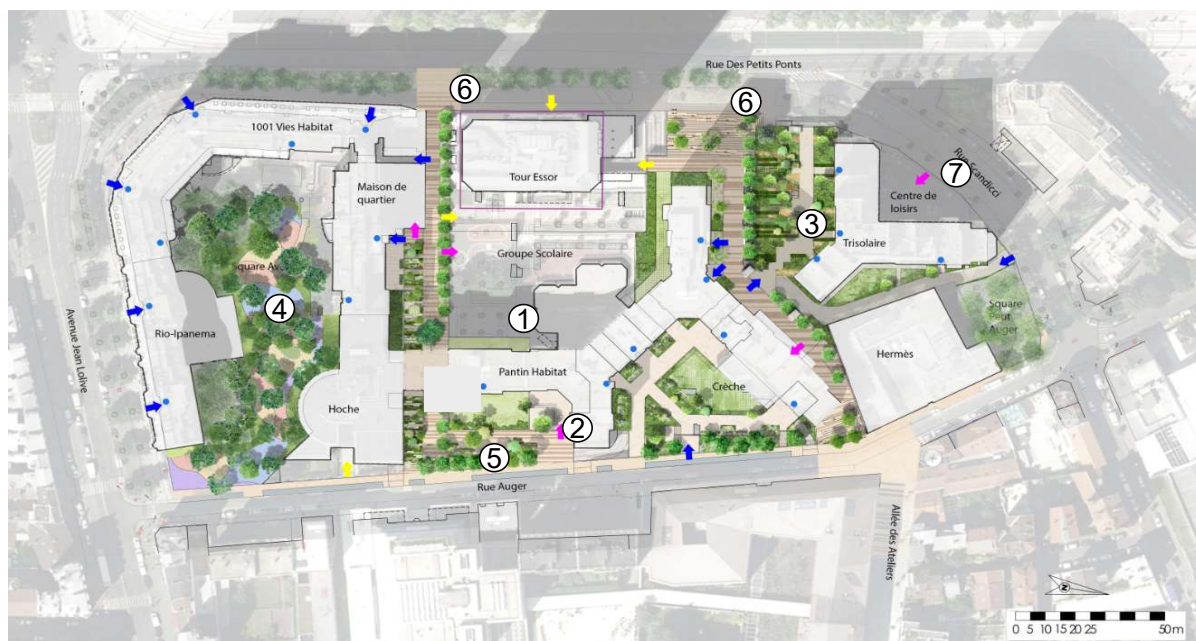 Rue Des Petits Ponts
6
6
1001 Vies Habitat
Rue Scandicci
7
Maison de
quartier
Tour Essor
Centre de
loisirs
3
Trisolaire
Groupe Scolaire
Square Av
4
1
Avenue Jean Lolive
Rio-Ipanema
Square
Petit
Auger
Hermès
Pantin Habitat
Crèche
Hoche
2
5
Rue Auger
Allée des Ateliers
N
0 5 10 15 20 25 50m